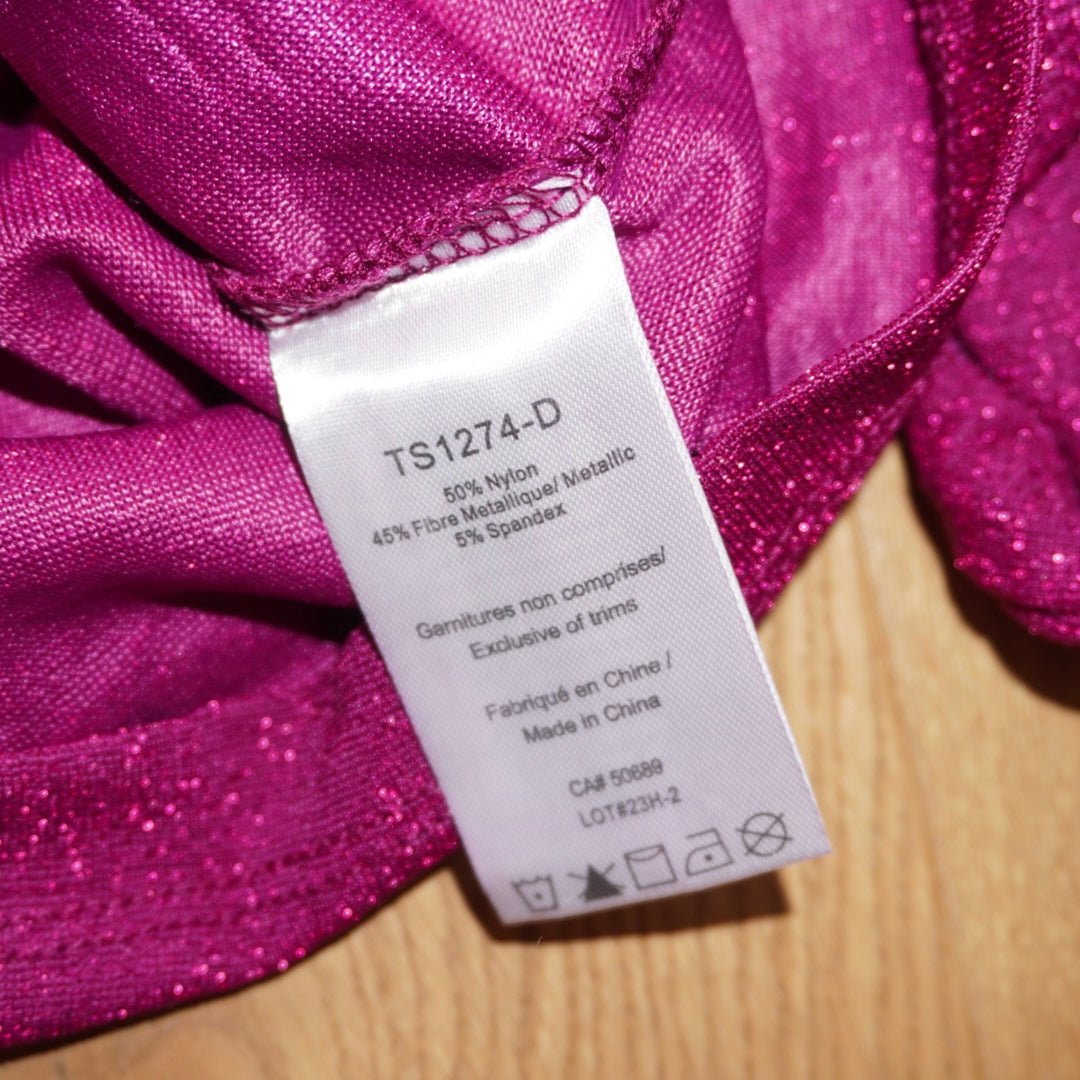 TS1274-D
50% Nylon
45% Fibre Metallique/ Metallic
5% Spandex
Garnitures non comprises/
Exclusive of trims
Fabriqué en Chine /
Made in China
CA# 50689
LOT#23H-2